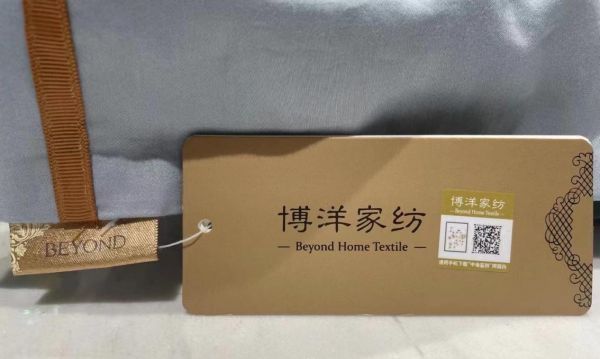 BEYOND
博洋家纺
— Beyond Home Textile —
博洋家纺
— Beyond Home Textile —